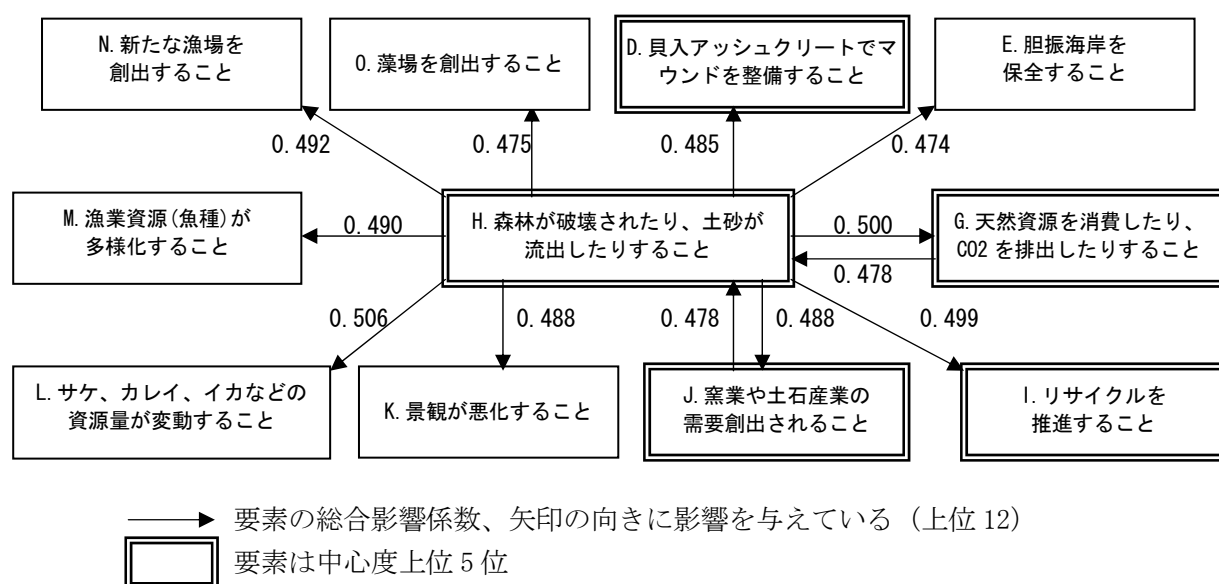 N.新たな漁場を
創出すること
O.藻場を創出すること
D.貝入アッシュクリートでマ
ウンドを整備すること
E.胆振海岸を
保全すること
0.492
0.475
0.485
0.474
M.漁業資源(魚種)が
多様化すること
0.490
H.森林が破壊されたり、土砂が
流出したりすること
0.500
0.478
G.天然資源を消費したり、
CO2を排出したりすること
0.506
0.488
0.478
0.488
0.499
L.サケ、カレイ、イカなどの
資源量が変動すること
K.景観が悪化すること
J.窯業や土石産業の
需要創出されること
I.リサイクルを
推進すること
要素の総合影響係数、矢印の向きに影響を与えている（上位12）
要素は中心度上位5位